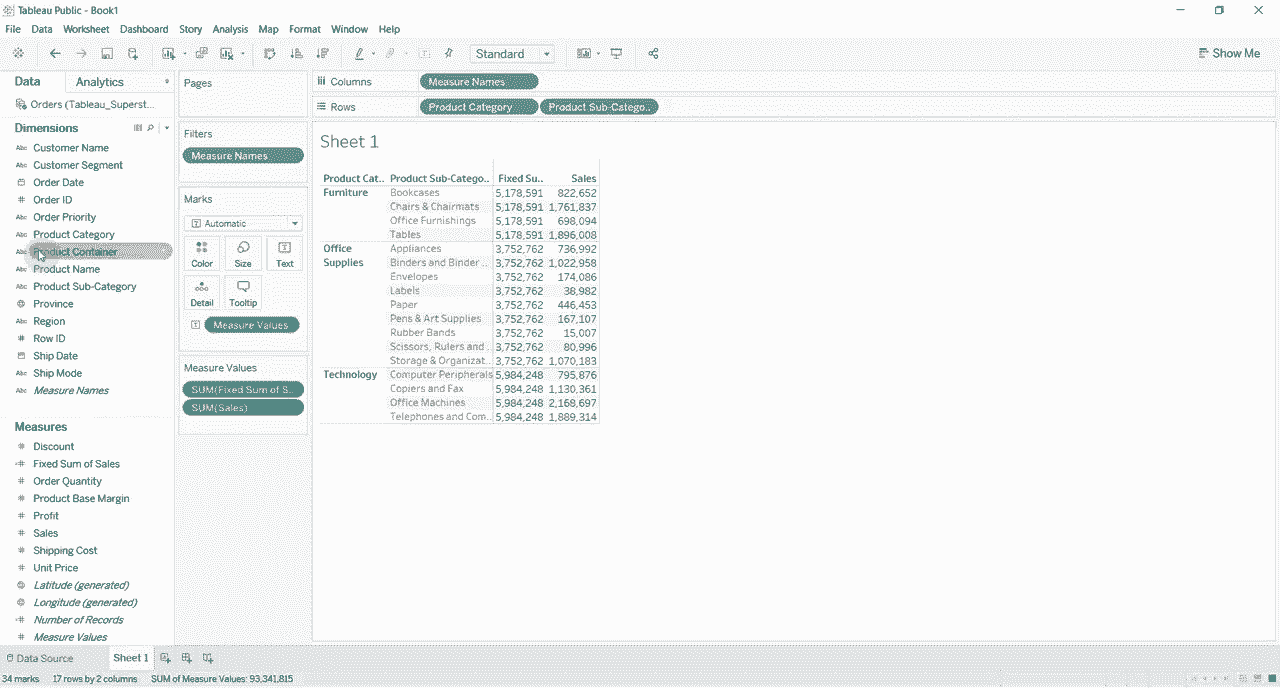 Tableau Public - Book1
File Data Worksheet Dashboard Story Analysis Map Format Window Help
Standard
Show Me
Data Analytics
Orders (Tableau_Superst...
Dimensions
Customer Name
Customer Segment
Order Date
Order ID
Order Priority
Product Category
Product Container
Product Name
Product Sub-Category
Province
Region
Row ID
Ship Date
Ship Mode
Measure Names
Measures
Discount
Fixed Sum of Sales
Order Quantity
Product Base Margin
Profit
Sales
Shipping Cost
Unit Price
Latitude (generated)
Longitude (generated)
Number of Records
Measure Values
Pages
Filters
Measure Names
Marks
Automatic
Color Size Text
Detail Tooltip
Measure Values
Measure Values
SUM(Fixed Sum of S..
SUM(Sales)
Columns Measure Names
Rows Product Category Product Sub-Catego..
Sheet 1
Product Cat.. Product Sub-Catego.. Fixed Su.. Sales
Furniture Bookcases 5,178,591 822,652
Chairs & Chairmats 5,178,591 1,761,837
Office Furnishings 5,178,591 698,094
Tables 5,178,591 1,896,008
Office Appliances 3,752,762 736,992
Supplies Binders and Binder .. 3,752,762 1,022,958
Envelopes 3,752,762 174,086
Labels 3,752,762 38,982
Paper 3,752,762 446,453
Pens & Art Supplies 3,752,762 167,107
Rubber Bands 3,752,762 15,007
Scissors, Rulers and .. 3,752,762 80,996
Storage & Organizat.. 3,752,762 1,070,183
Technology Computer Peripherals 5,984,248 795,876
Copiers and Fax 5,984,248 1,130,361
Office Machines 5,984,248 2,168,697
Telephones and Com.. 5,984,248 1,889,314
Data Source Sheet 1
34 marks 17 rows by 2 columns SUM of Measure Values: 93,341,815